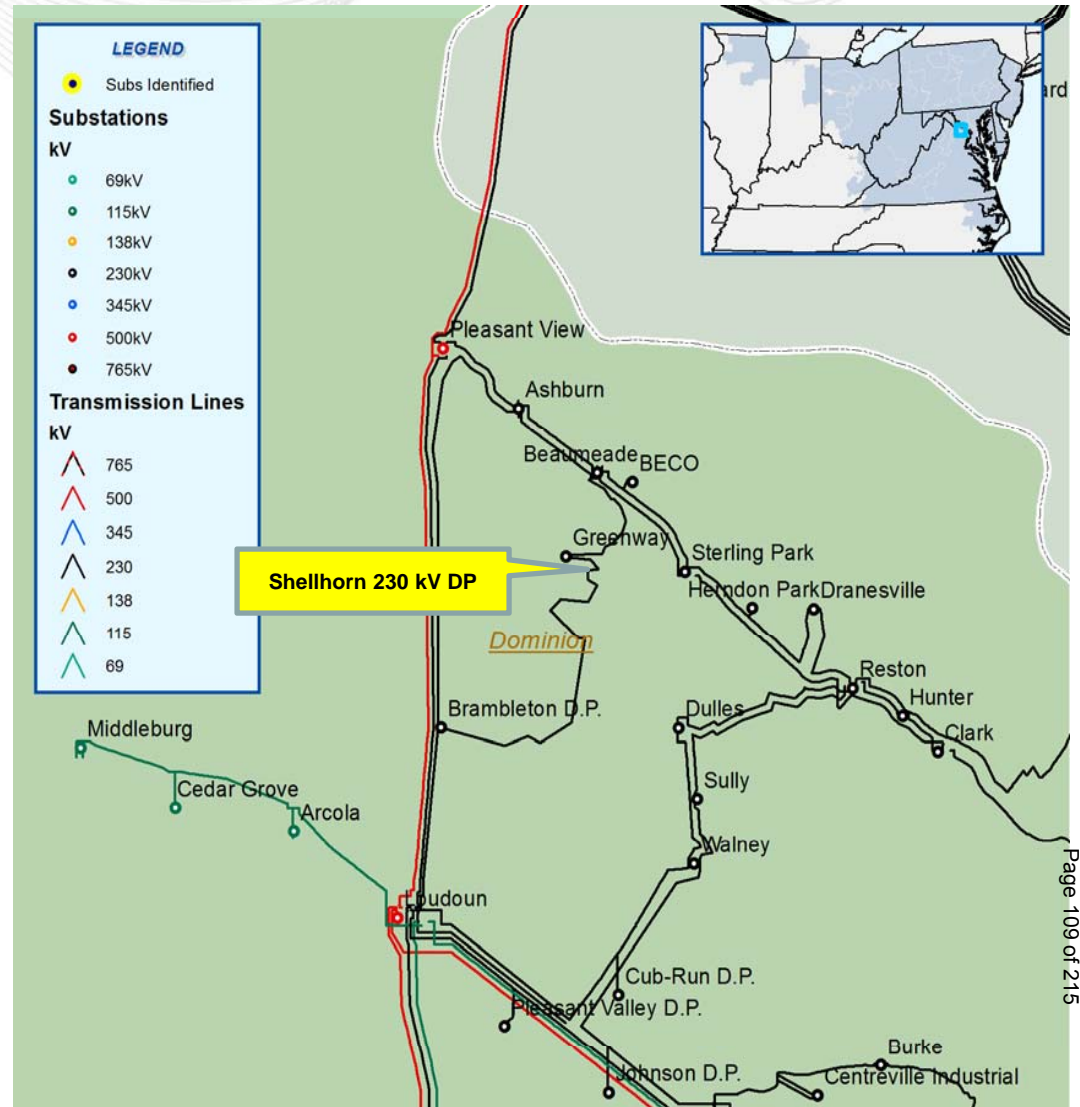 LEGEND
Subs Identified
Substations
kV
69kV
115kV
138kV
230kV
345kV
500kV
765kV
Transmission Lines
kV
765
500
345
230
138
115
69
ard
Pleasant View
Ashburn
Beaumeade
BECO
Greenway
Sterling Park
Shellhorn 230 kV DP
Herndon Park
Dranesville
Dominion
Reston
Brambleton D.P.
Dulles
Hunter
Middleburg
Clark
Cedar Grove
Sully
Arcola
Walney
Loudoun
Cub-Run D.P.
Pleasant Valley D.P.
Burke
Johnson D.P.
Centreville Industrial
Page 109 of 215